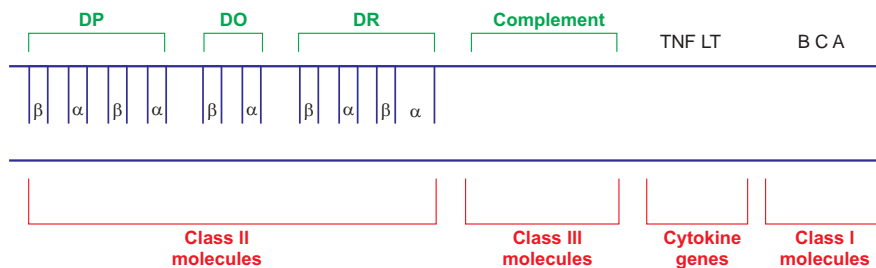 DP DO DR Complement TNF LT B C A
β α β α β α β α β α
Class II molecules
Class III molecules
Cytokine genes
Class I molecules